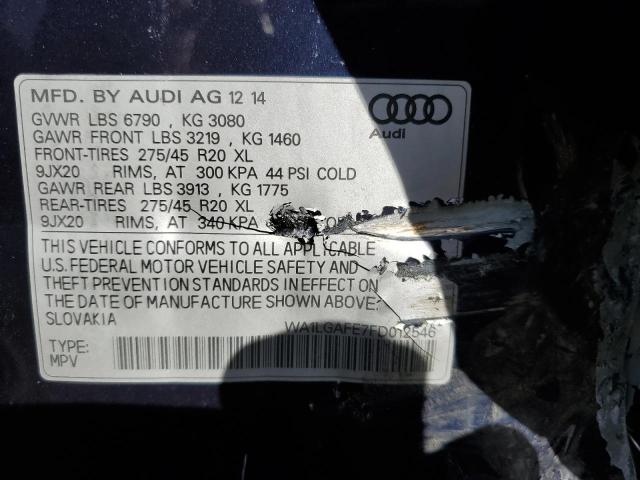 MFD. BY AUDI AG 12 14
Audi
GVWR LBS 6790 , KG 3080
GAWR FRONT LBS 3219 , KG 1460
FRONT-TIRES 275/45 R20 XL
9JX20 RIMS, AT 300 KPA 44 PSI COLD
GAWR REAR LBS 3913 , KG 1775
REAR-TIRES 275/45 R20 XL
9JX20 RIMS, AT 340 KPA
THIS VEHICLE CONFORMS TO ALL APPLICABLE
U.S. FEDERAL MOTOR VEHICLE SAFETY AND
THEFT PREVENTION STANDARDS IN EFFECT ON
THE DATE OF MANUFACTURE SHOWN ABOVE:
SLOVAKIA
WA1LGAFE7FD012546
TYPE:
MPV